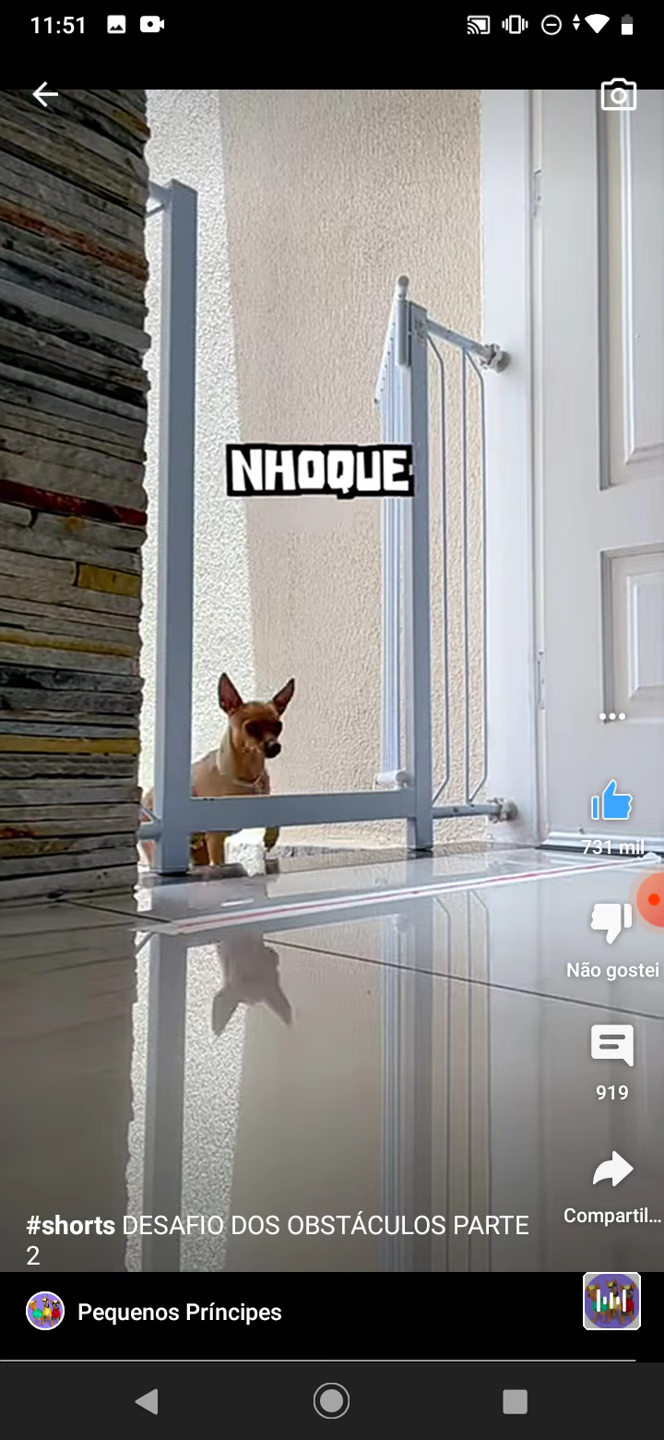 11:51
NHOQUE
731 mil
Não gostei
919
Compartil...
#shorts DESAFIO DOS OBSTÁCULOS PARTE
2
Pequenos Príncipes